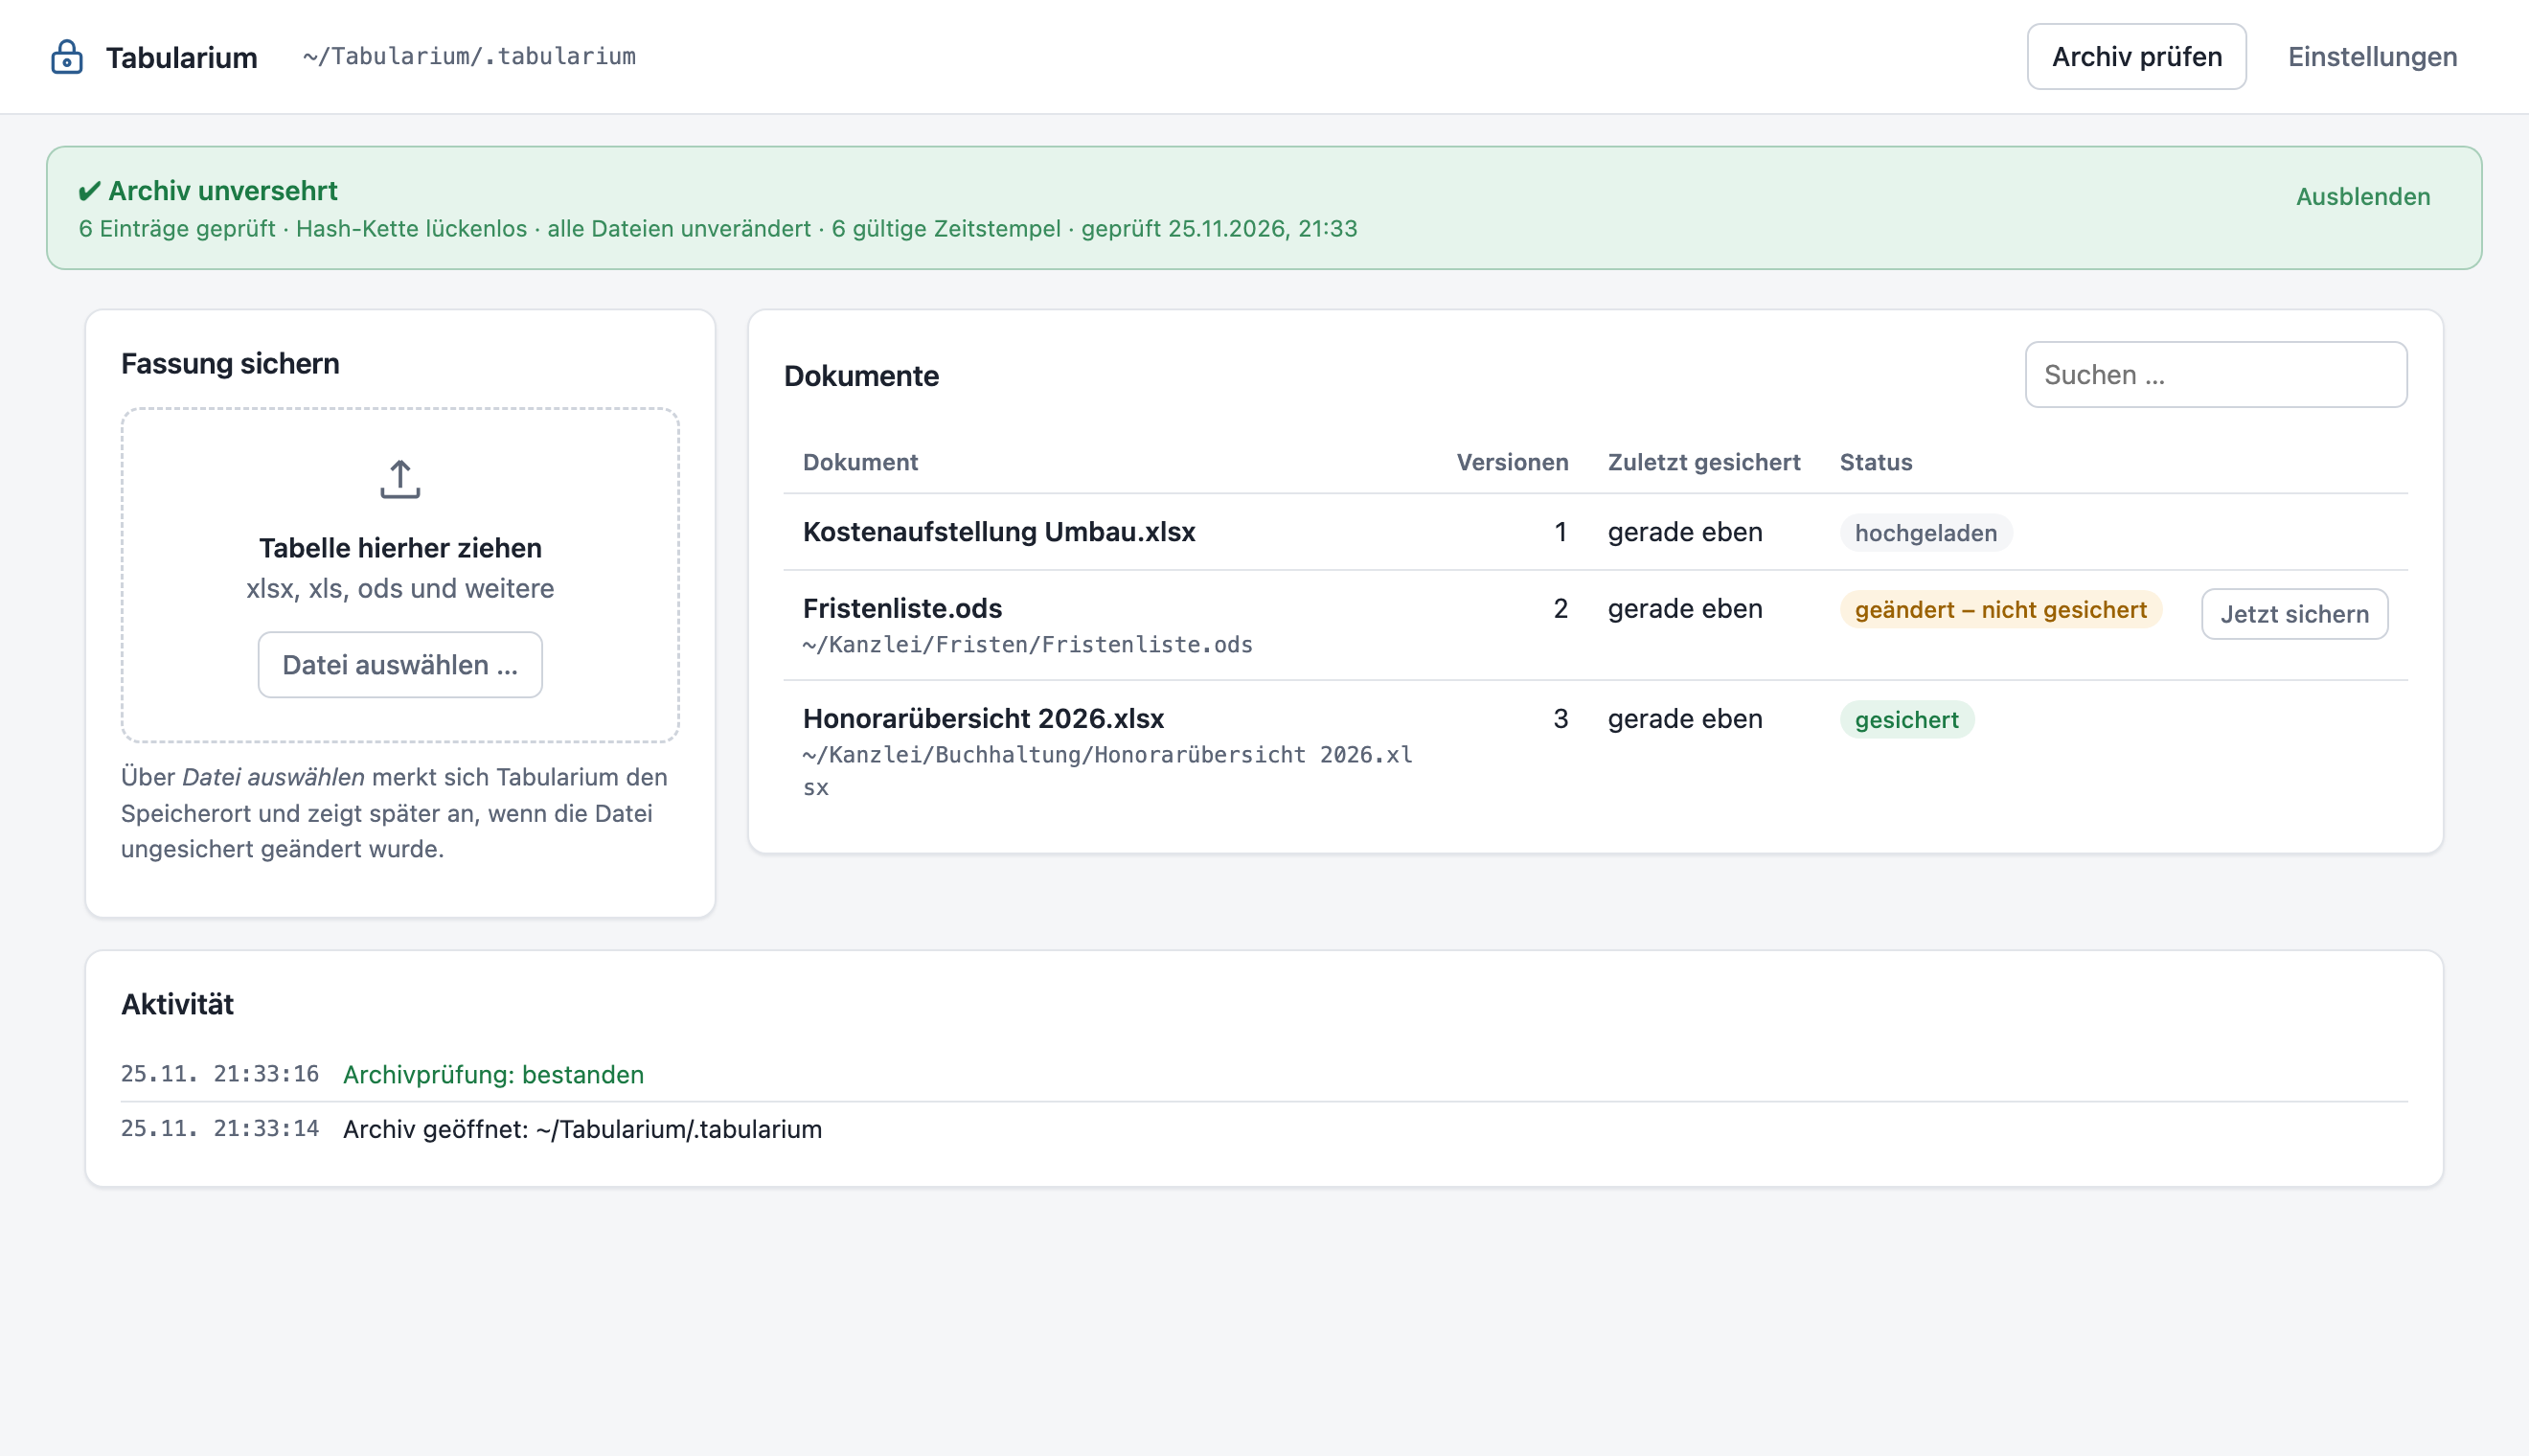 Tabularium ~/Tabularium/.tabularium Archiv prüfen Einstellungen
✔ Archiv unversehrt
Ausblenden
6 Einträge geprüft · Hash-Kette lückenlos · alle Dateien unverändert · 6 gültige Zeitstempel · geprüft 25.11.2026, 21:33
Fassung sichern
Tabelle hierher ziehen
xlsx, xls, ods und weitere
Datei auswählen ...
Über Datei auswählen merkt sich Tabularium den
Speicherort und zeigt später an, wenn die Datei
ungesichert geändert wurde.
Dokumente
Suchen ...
Dokument Versionen Zuletzt gesichert Status
Kostenaufstellung Umbau.xlsx 1 gerade eben hochgeladen
Fristenliste.ods 2 gerade eben geändert – nicht gesichert Jetzt sichern
~/Kanzlei/Fristen/Fristenliste.ods
Honorarübersicht 2026.xlsx 3 gerade eben gesichert
~/Kanzlei/Buchhaltung/Honorarübersicht 2026.xl
sx
Aktivität
25.11. 21:33:16 Archivprüfung: bestanden
25.11. 21:33:14 Archiv geöffnet: ~/Tabularium/.tabularium